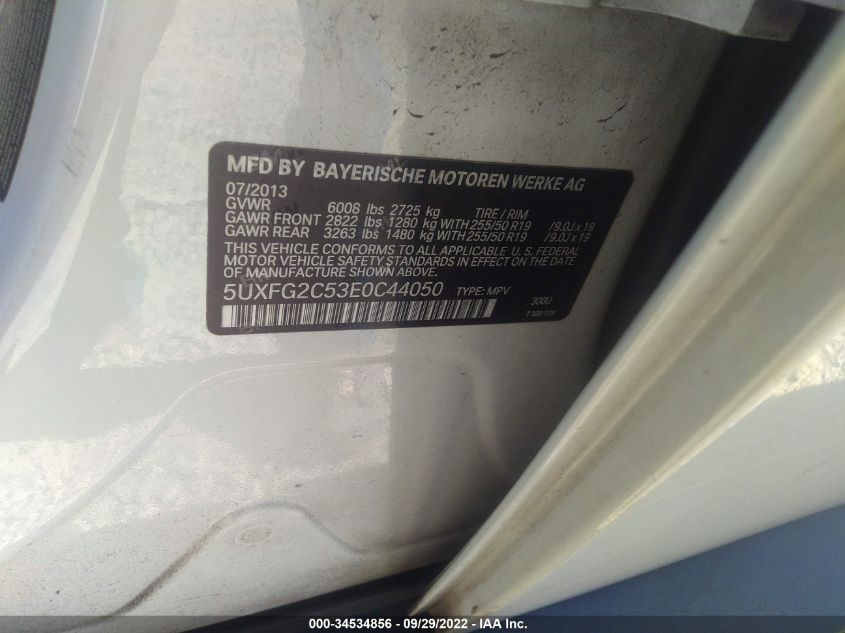 MFD BY BAYERISCHE MOTOREN WERKE AG
07/2013
GVWR 6008 lbs 2725 kg TIRE / RIM
GAWR FRONT 2822 lbs 1280 kg WITH 255/50 R19 /9.0J x 19
GAWR REAR 3263 lbs 1480 kg WITH 255/50 R19 /9.0J x 19
THIS VEHICLE CONFORMS TO ALL APPLICABLE U. S. FEDERAL
MOTOR VEHICLE SAFETY STANDARDS IN EFFECT ON THE DATE
OF MANUFACTURE SHOWN ABOVE.
5UXFG2C53E0C44050 TYPE: MPV 300U
7 320 729
000-34534856 - 09/29/2022 - IAA Inc.